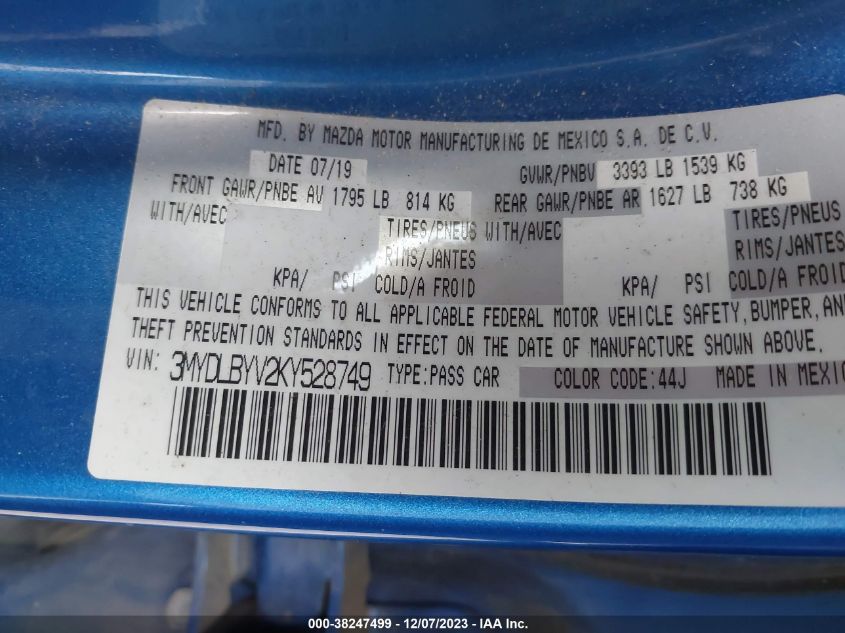 MFD. BY MAZDA MOTOR MANUFACTURING DE MEXICO S.A. DE C.V.
DATE 07/19 GVWR/PNBV 3393 LB 1539 KG
FRONT GAWR/PNBE AV 1795 LB 814 KG REAR GAWR/PNBE AR 1627 LB 738 KG
WITH/AVEC TIRES/PNEUS WITH/AVEC TIRES/PNEUS
RIMS/JANTES RIMS/JANTES
KPA/ PSI COLD/A FROID KPA/ PSI COLD/A FROID
THIS VEHICLE CONFORMS TO ALL APPLICABLE FEDERAL MOTOR VEHICLE SAFETY, BUMPER, AN
THEFT PREVENTION STANDARDS IN EFFECT ON THE DATE OF MANUFACTURE SHOWN ABOVE.
VIN: 3MYDLBYV2KY528749 TYPE:PASS CAR COLOR CODE:44J MADE IN MEXIC
000-38247499 - 12/07/2023 - IAA Inc.